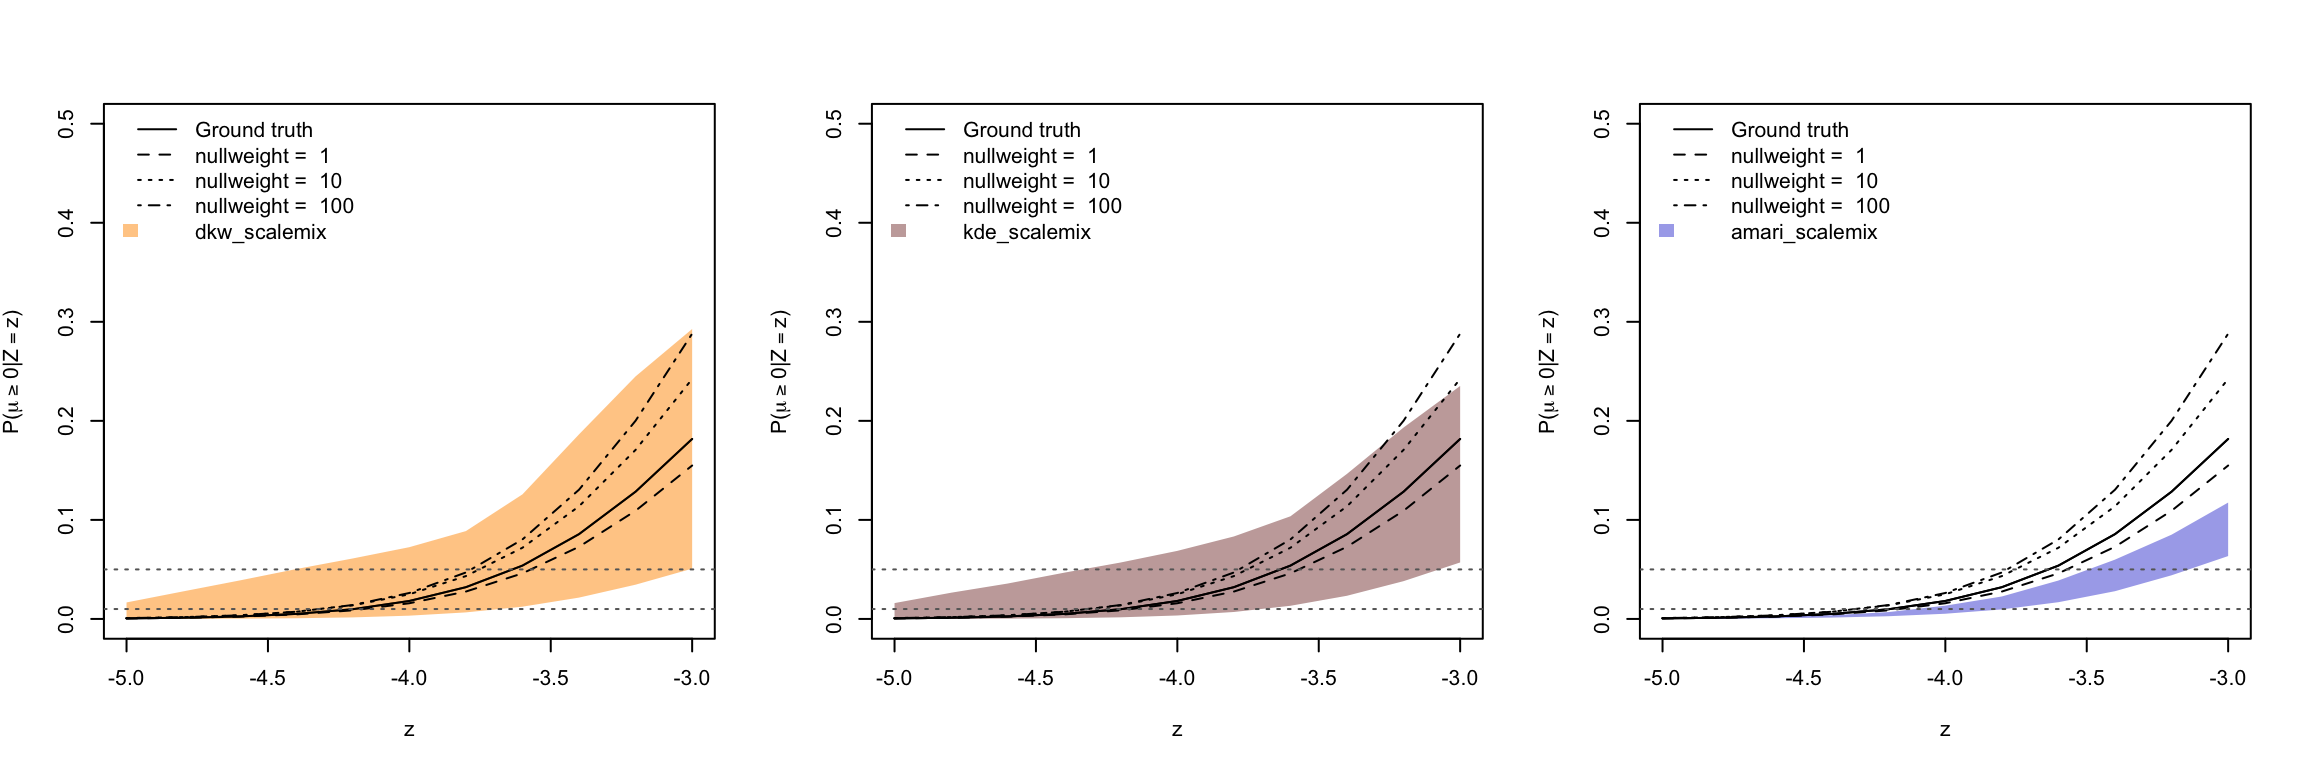 Ground truth
nullweight = 1
nullweight = 10
nullweight = 100
dkw_scalemix
P(μ ≥ 0|Z = z)
0.5
0.4
0.3
0.2
0.1
0.0
-5.0 -4.5 -4.0 -3.5 -3.0
z
Ground truth
nullweight = 1
nullweight = 10
nullweight = 100
kde_scalemix
P(μ ≥ 0|Z = z)
0.5
0.4
0.3
0.2
0.1
0.0
-5.0 -4.5 -4.0 -3.5 -3.0
z
Ground truth
nullweight = 1
nullweight = 10
nullweight = 100
amari_scalemix
P(μ ≥ 0|Z = z)
0.5
0.4
0.3
0.2
0.1
0.0
-5.0 -4.5 -4.0 -3.5 -3.0
z